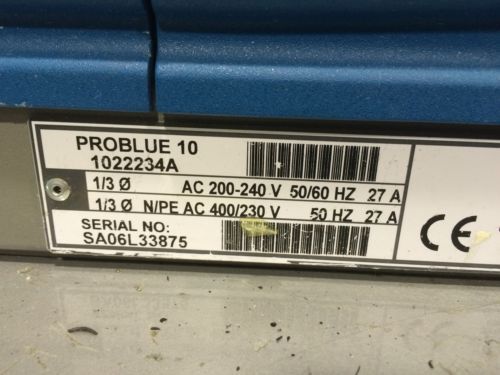 PROBLUE 10
1022234A
1/3 Ø AC 200-240 V 50/60 HZ 27 A
1/3 Ø N/PE AC 400/230 V 50 HZ 27 A
SERIAL NO:
SA06L33875
CE